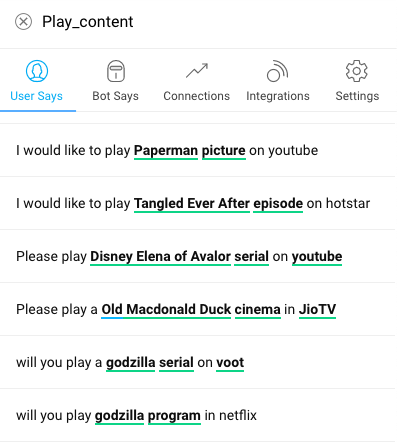 Play_content
User Says
Bot Says
Connections
Integrations
Settings
I would like to play Paperman picture on youtube
I would like to play Tangled Ever After episode on hotstar
Please play Disney Elena of Avalor serial on youtube
Please play a Old Macdonald Duck cinema in JioTV
will you play a godzilla serial on voot
will you play godzilla program in netflix